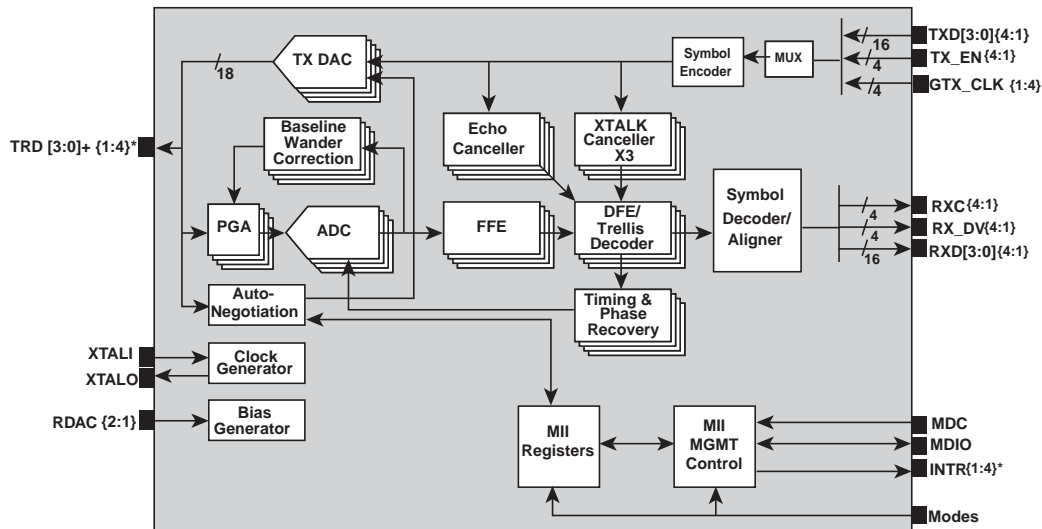 TXD[3:0]{4:1}
16
TX_EN{4:1}
4
GTX_CLK {1:4}
4
MUX
Symbol
Encoder
TX DAC
18
TRD [3:0]+ {1:4}*
Baseline
Wander
Correction
Echo
Canceller
XTALK
Canceller
X3
PGA
ADC
FFE
DFE/
Trellis
Decoder
Symbol
Decoder/
Aligner
RXC{4:1}
4
RX_DV{4:1}
4
RXD[3:0]{4:1}
16
Auto-
Negotiation
Timing &
Phase
Recovery
XTALI
XTALO
Clock
Generator
RDAC {2:1}
Bias
Generator
MII
Registers
MII
MGMT
Control
MDC
MDIO
INTR{1:4}*
Modes